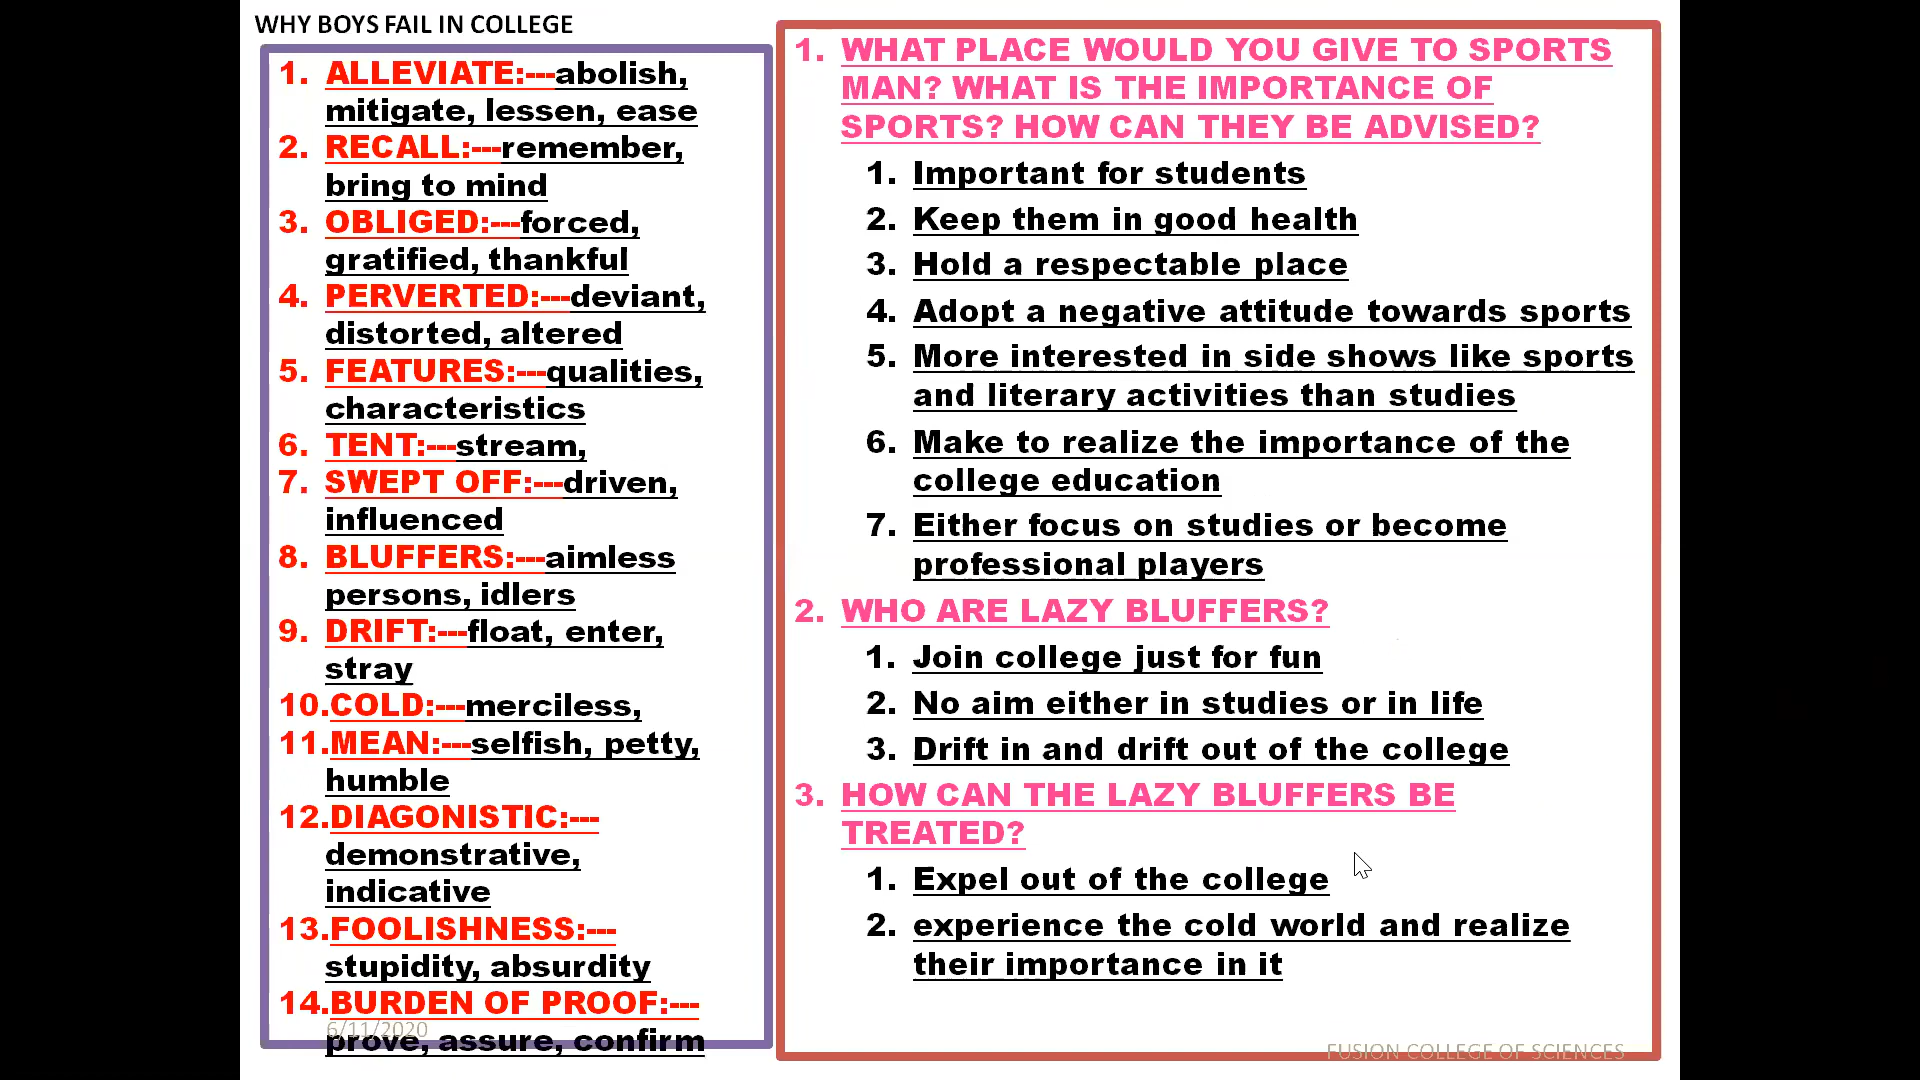 WHY BOYS FAIL IN COLLEGE
1. ALLEVIATE:---abolish,
mitigate, lessen, ease
2. RECALL:---remember,
bring to mind
3. OBLIGED:---forced,
gratified, thankful
4. PERVERTED:---deviant,
distorted, altered
5. FEATURES:---qualities,
characteristics
6. TENT:---stream,
7. SWEPT OFF:---driven,
influenced
8. BLUFFERS:---aimless
persons, idlers
9. DRIFT:---float, enter,
stray
10.COLD:---merciless,
11.MEAN:---selfish, petty,
humble
12.DIAGONISTIC:---
demonstrative,
indicative
13.FOOLISHNESS:---
stupidity, absurdity
14.BURDEN OF PROOF:---
prove, assure, confirm
6/11/2020
1. WHAT PLACE WOULD YOU GIVE TO SPORTS
MAN? WHAT IS THE IMPORTANCE OF
SPORTS? HOW CAN THEY BE ADVISED?
1. Important for students
2. Keep them in good health
3. Hold a respectable place
4. Adopt a negative attitude towards sports
5. More interested in side shows like sports
and literary activities than studies
6. Make to realize the importance of the
college education
7. Either focus on studies or become
professional players
2. WHO ARE LAZY BLUFFERS?
1. Join college just for fun
2. No aim either in studies or in life
3. Drift in and drift out of the college
3. HOW CAN THE LAZY BLUFFERS BE
TREATED?
1. Expel out of the college
2. experience the cold world and realize
their importance in it
FUSION COLLEGE OF SCIENCES